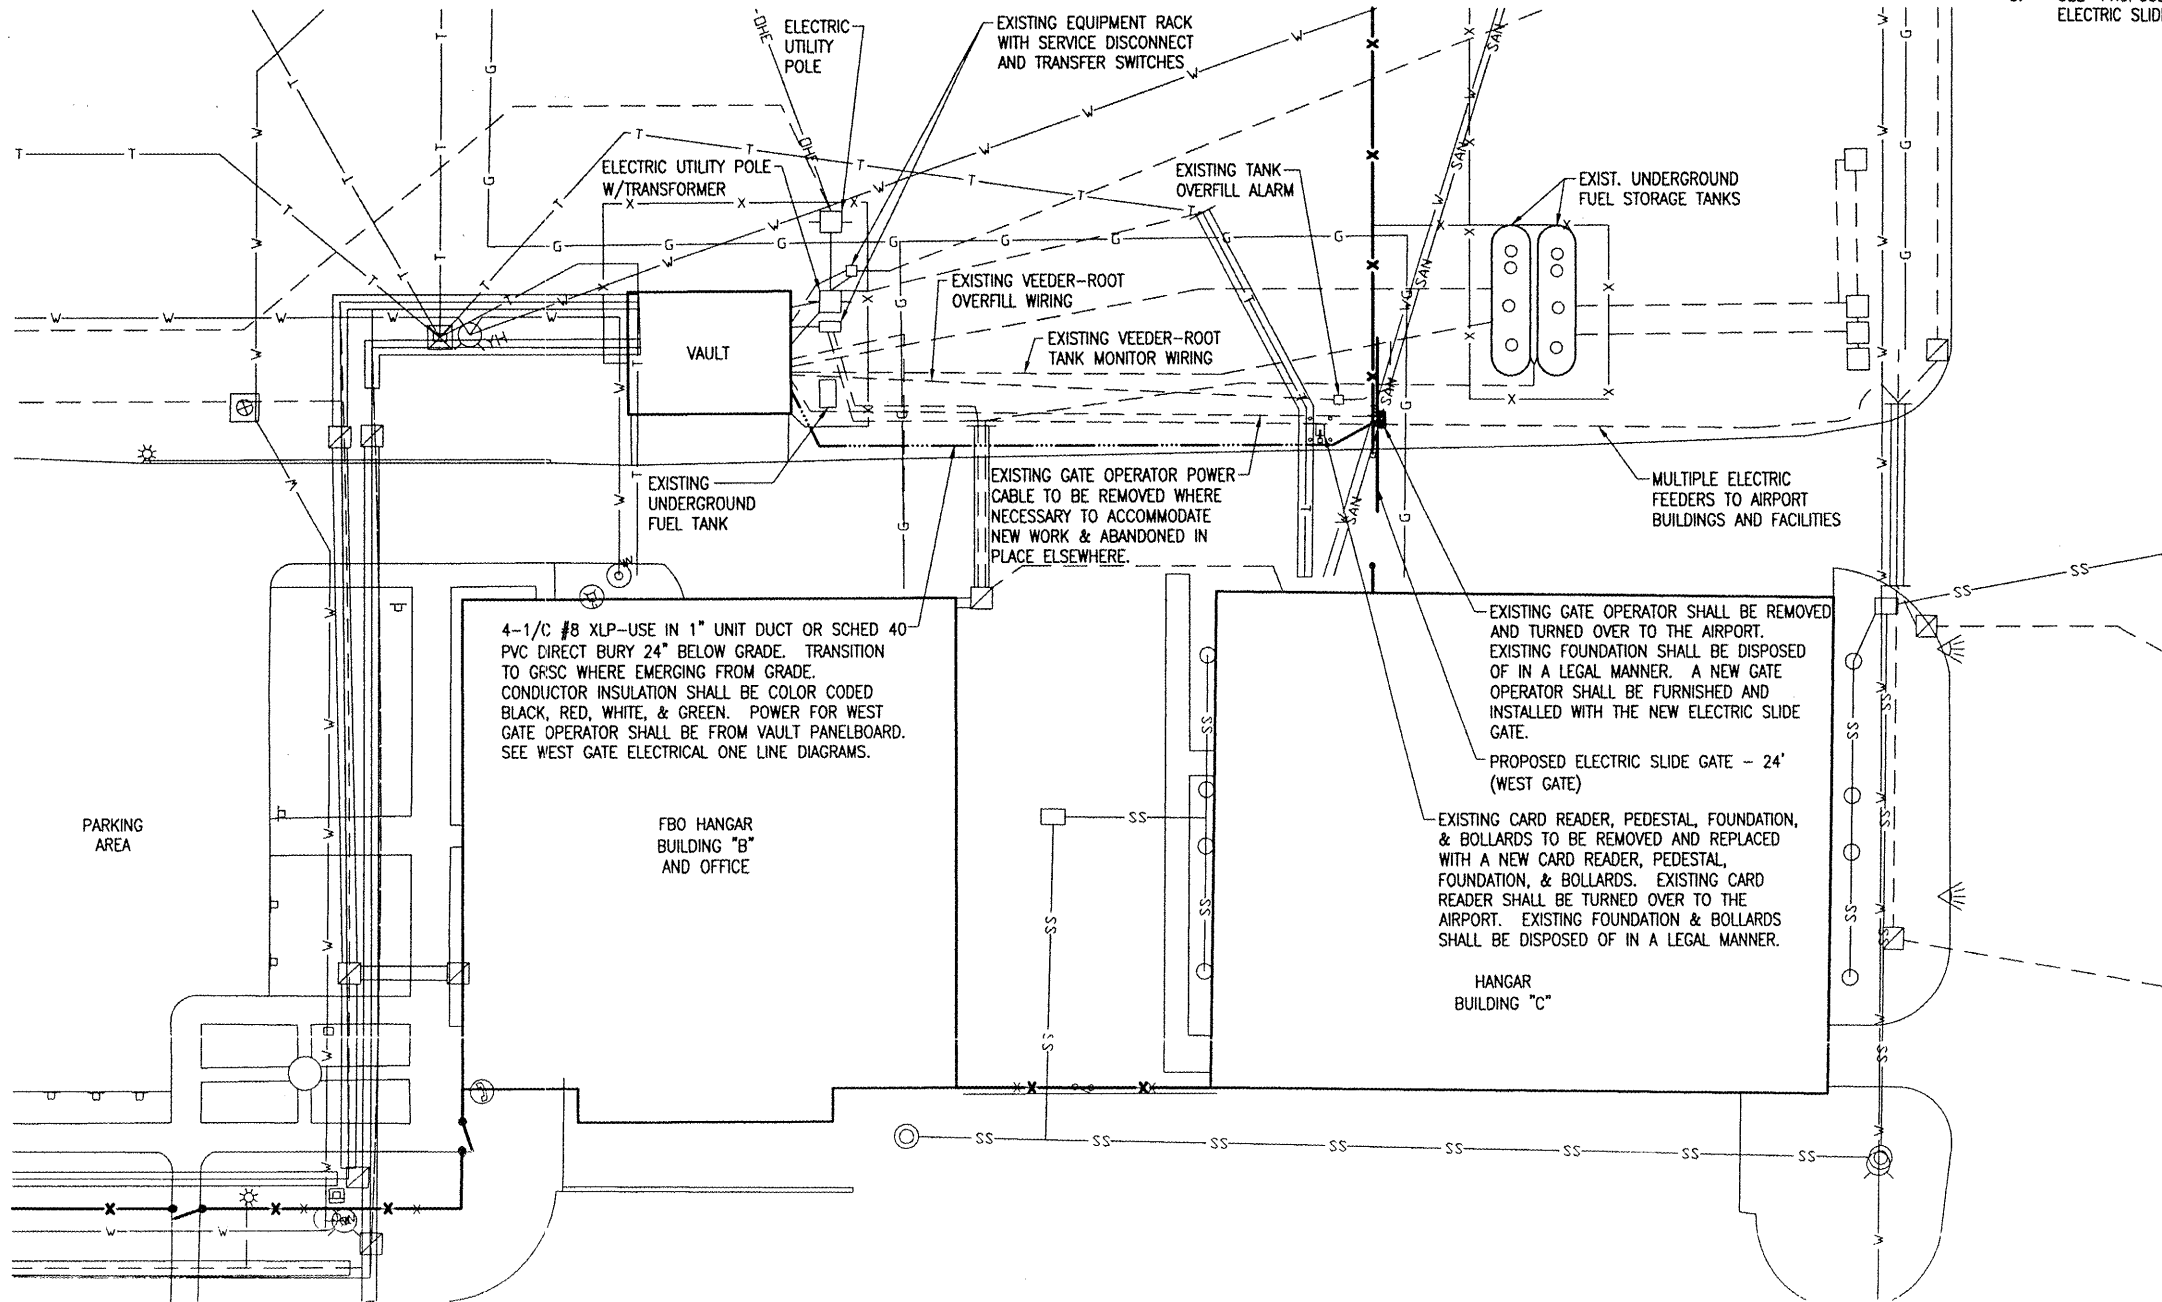 ELECTRIC SLIDE
ELECTRIC
UTILITY
POLE
EXISTING EQUIPMENT RACK
WITH SERVICE DISCONNECT
AND TRANSFER SWITCHES
ELECTRIC UTILITY POLE
W/TRANSFORMER
EXISTING TANK
OVERFILL ALARM
EXIST. UNDERGROUND
FUEL STORAGE TANKS
EXISTING VEEDER-ROOT
OVERFILL WIRING
VAULT
EXISTING VEEDER-ROOT
TANK MONITOR WIRING
EXISTING
UNDERGROUND
FUEL TANK
EXISTING GATE OPERATOR POWER
CABLE TO BE REMOVED WHERE
NECESSARY TO ACCOMMODATE
NEW WORK & ABANDONED IN
PLACE ELSEWHERE.
MULTIPLE ELECTRIC
FEEDERS TO AIRPORT
BUILDINGS AND FACILITIES
4-1/C #8 XLP-USE IN 1" UNIT DUCT OR SCHED 40
PVC DIRECT BURY 24" BELOW GRADE. TRANSITION
TO GRSC WHERE EMERGING FROM GRADE.
CONDUCTOR INSULATION SHALL BE COLOR CODED
BLACK, RED, WHITE, & GREEN. POWER FOR WEST
GATE OPERATOR SHALL BE FROM VAULT PANELBOARD.
SEE WEST GATE ELECTRICAL ONE LINE DIAGRAMS.
EXISTING GATE OPERATOR SHALL BE REMOVED
AND TURNED OVER TO THE AIRPORT.
EXISTING FOUNDATION SHALL BE DISPOSED
OF IN A LEGAL MANNER. A NEW GATE
OPERATOR SHALL BE FURNISHED AND
INSTALLED WITH THE NEW ELECTRIC SLIDE
GATE.
PROPOSED ELECTRIC SLIDE GATE - 24'
(WEST GATE)
EXISTING CARD READER, PEDESTAL, FOUNDATION,
& BOLLARDS TO BE REMOVED AND REPLACED
WITH A NEW CARD READER, PEDESTAL,
FOUNDATION, & BOLLARDS. EXISTING CARD
READER SHALL BE TURNED OVER TO THE
AIRPORT. EXISTING FOUNDATION & BOLLARDS
SHALL BE DISPOSED OF IN A LEGAL MANNER.
PARKING
AREA
FBO HANGAR
BUILDING "B"
AND OFFICE
HANGAR
BUILDING "C"